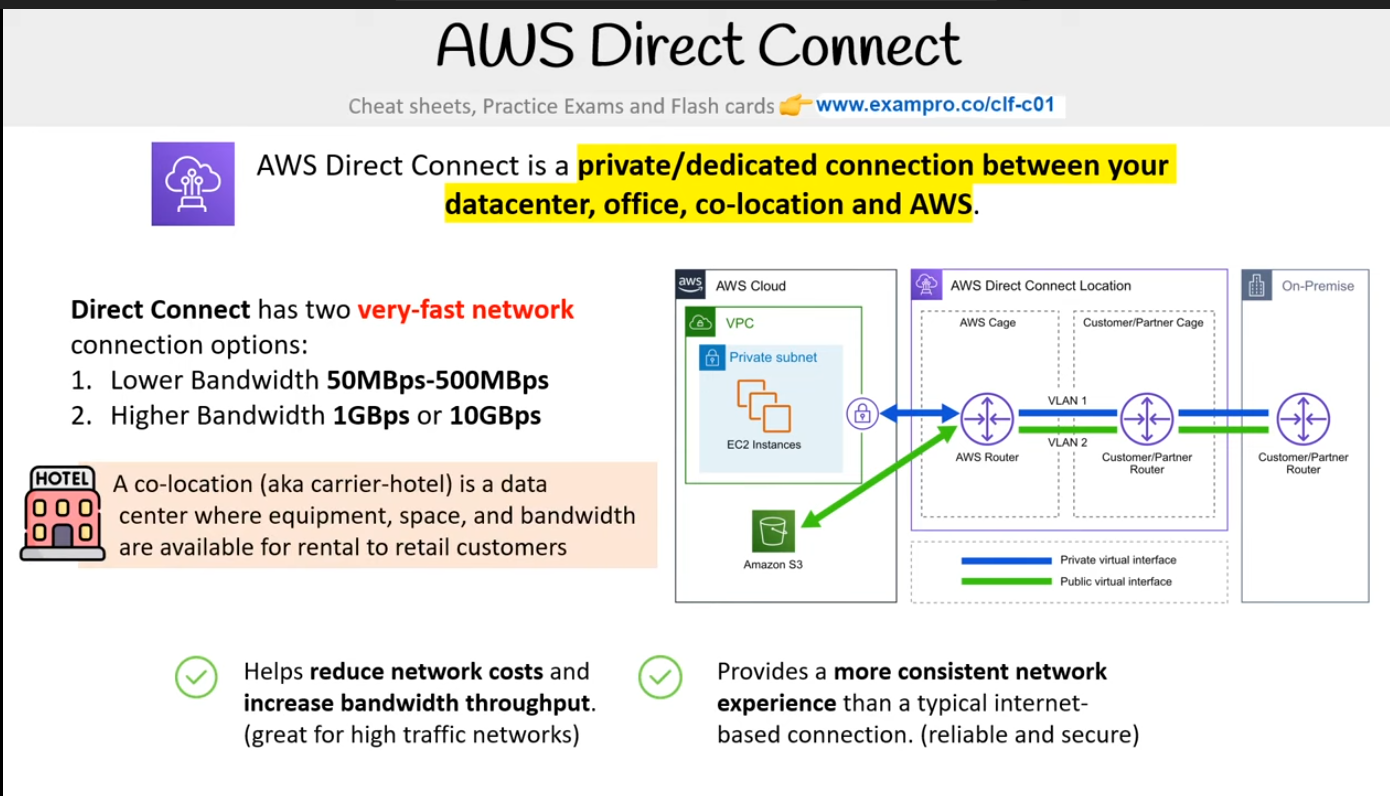 AWS Direct Connect
Cheat sheets, Practice Exams and Flash cards 👉 www.exampro.co/clf-c01
AWS Direct Connect is a private/dedicated connection between your
datacenter, office, co-location and AWS.
Direct Connect has two very-fast network
connection options:
1. Lower Bandwidth 50MBps-500MBps
2. Higher Bandwidth 1GBps or 10GBps
HOTEL
A co-location (aka carrier-hotel) is a data
center where equipment, space, and bandwidth
are available for rental to retail customers
aws
AWS Cloud
VPC
Private subnet
EC2 Instances
Amazon S3
AWS Direct Connect Location
AWS Cage
Customer/Partner Cage
VLAN 1
VLAN 2
AWS Router
Customer/Partner
Router
Private virtual interface
Public virtual interface
On-Premise
Customer/Partner
Router
Helps reduce network costs and
increase bandwidth throughput.
(great for high traffic networks)
Provides a more consistent network
experience than a typical internet-
based connection. (reliable and secure)